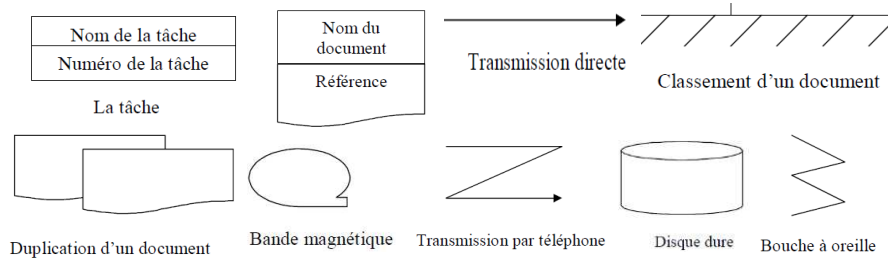 Nom de la tâche
Numéro de la tâche
La tâche
Nom du
document
Référence
Transmission directe
Classement d'un document
Duplication d'un document
Bande magnétique
Transmission par téléphone
Disque dure
Bouche à oreille